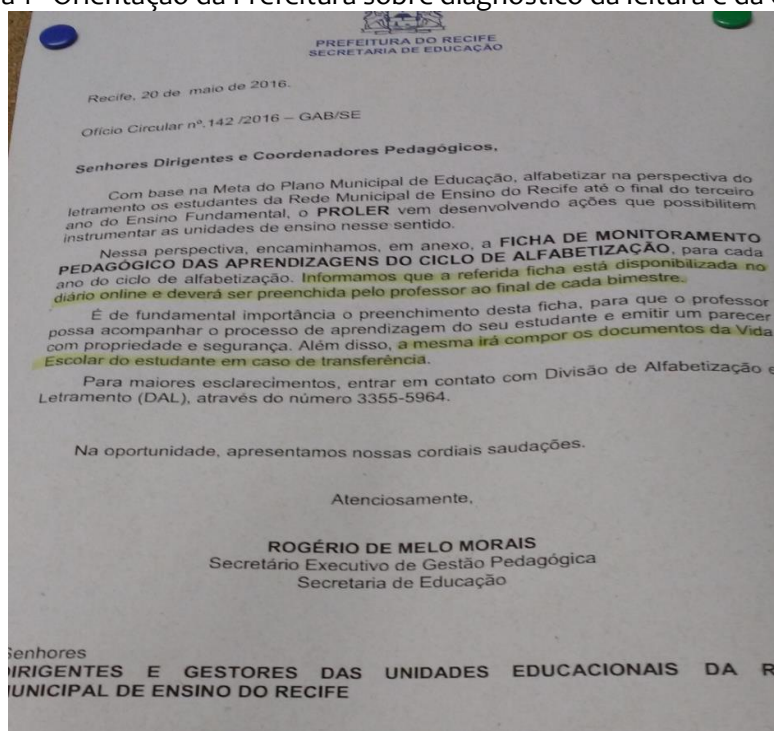 Orientação da Prefeitura sobre diagnóstico da leitura e da
PREFEITURA DO RECIFE
SECRETARIA DE EDUCAÇÃO
Recife, 20 de maio de 2016.
Ofício Circular nº.142 /2016 – GAB/SE
Senhores Dirigentes e Coordenadores Pedagógicos,
Com base na Meta do Plano Municipal de Educação, alfabetizar na perspectiva do
letramento os estudantes da Rede Municipal de Ensino do Recife até o final do terceiro
ano do Ensino Fundamental, o PROLER vem desenvolvendo ações que possibilitem
instrumentar as unidades de ensino nesse sentido.
Nessa perspectiva, encaminhamos, em anexo, a FICHA DE MONITORAMENTO
PEDAGÓGICO DAS APRENDIZAGENS DO CICLO DE ALFABETIZAÇÃO, para cada
ano do ciclo de alfabetização. Informamos que a referida ficha está disponibilizada no
diário online e deverá ser preenchida pelo professor ao final de cada bimestre.
É de fundamental importância o preenchimento desta ficha, para que o professor
possa acompanhar o processo de aprendizagem do seu estudante e emitir um parecer
com propriedade e segurança. Além disso, a mesma irá compor os documentos da Vida
Escolar do estudante em caso de transferência.
Para maiores esclarecimentos, entrar em contato com Divisão de Alfabetização e
Letramento (DAL), através do número 3355-5964.
Na oportunidade, apresentamos nossas cordiais saudações.
Atenciosamente,
ROGÉRIO DE MELO MORAIS
Secretário Executivo de Gestão Pedagógica
Secretaria de Educação
Senhores
DIRIGENTES E GESTORES DAS UNIDADES EDUCACIONAIS DA R
MUNICIPAL DE ENSINO DO RECIFE